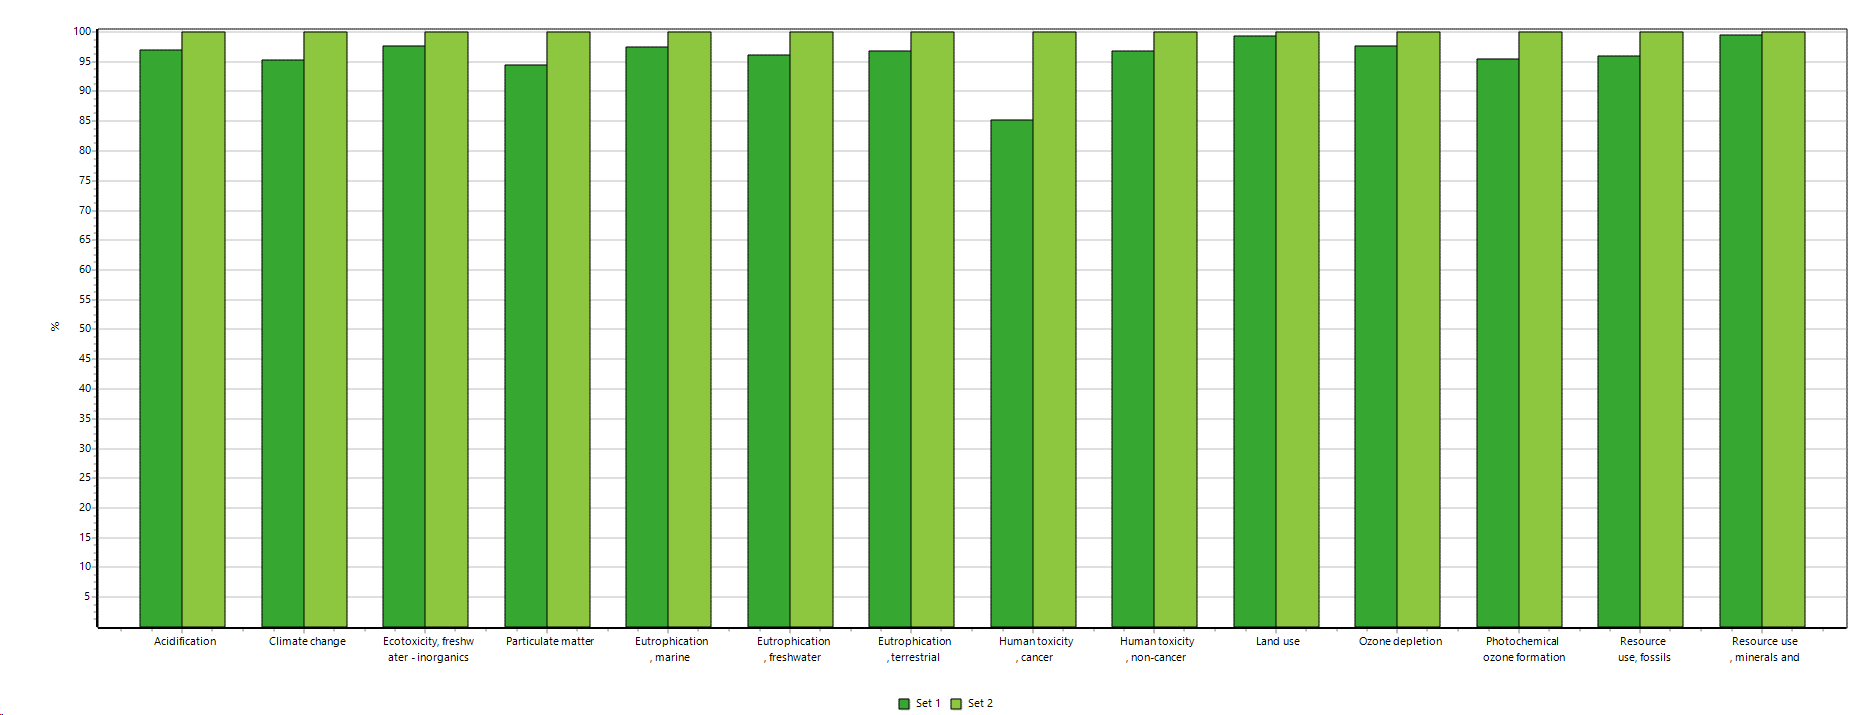 100
95
90
85
80
75
70
65
60
55
50
45
40
35
30
25
20
15
10
5
%
Acidification
Climate change
Ecotoxicity, freshw
ater - inorganics
Particulate matter
Eutrophication
, marine
Eutrophication
, freshwater
Eutrophication
, terrestrial
Human toxicity
, cancer
Human toxicity
, non-cancer
Land use
Ozone depletion
Photochemical
ozone formation
Resource
use, fossils
Resource use
, minerals and
Set 1
Set 2